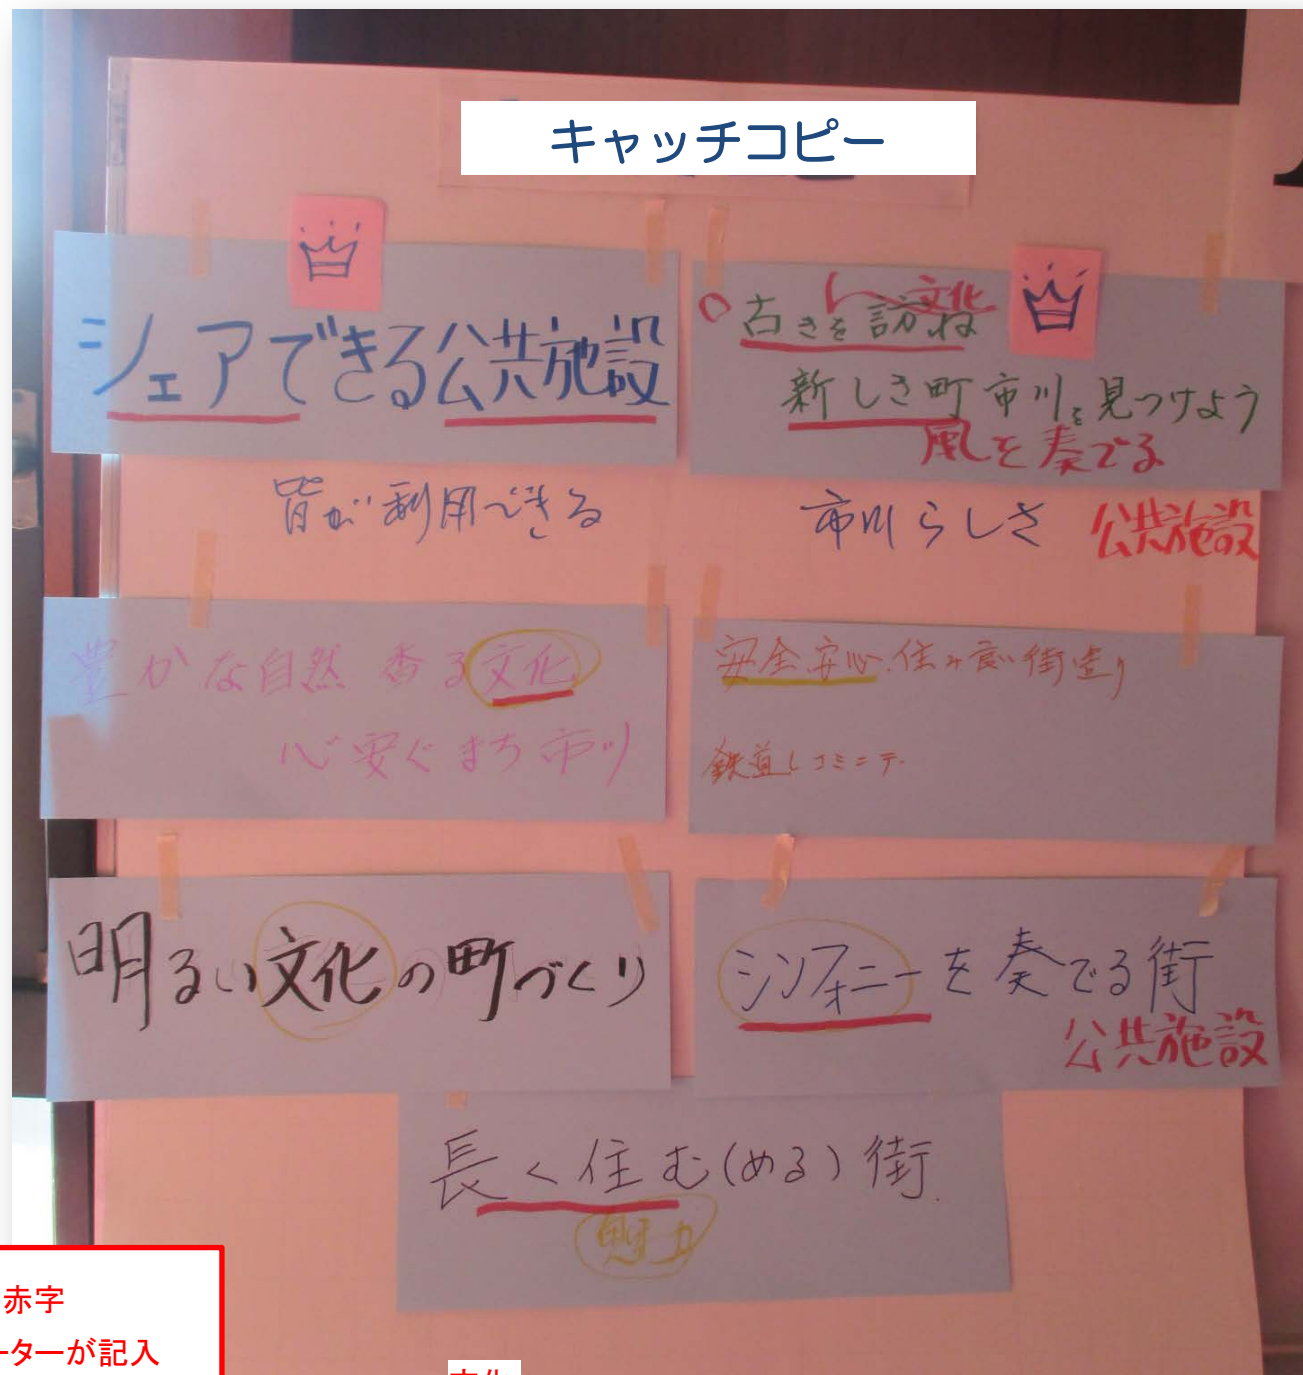 キャッチコピー
シェアできる公共施設
皆が利用できる
文化
古きを訪ね
新しき町市川を見つけよう
風を奏でる
市川らしさ 公共施設
豊かな自然 香る文化
心安ぐまち市川
安全安心、住み良い街造り
鉄道しコミニテ.
明るい文化の町づくり
シンフォニーを奏でる街
公共施設
長く住む(める)街.
魅力
赤字
ーターが記入
文化